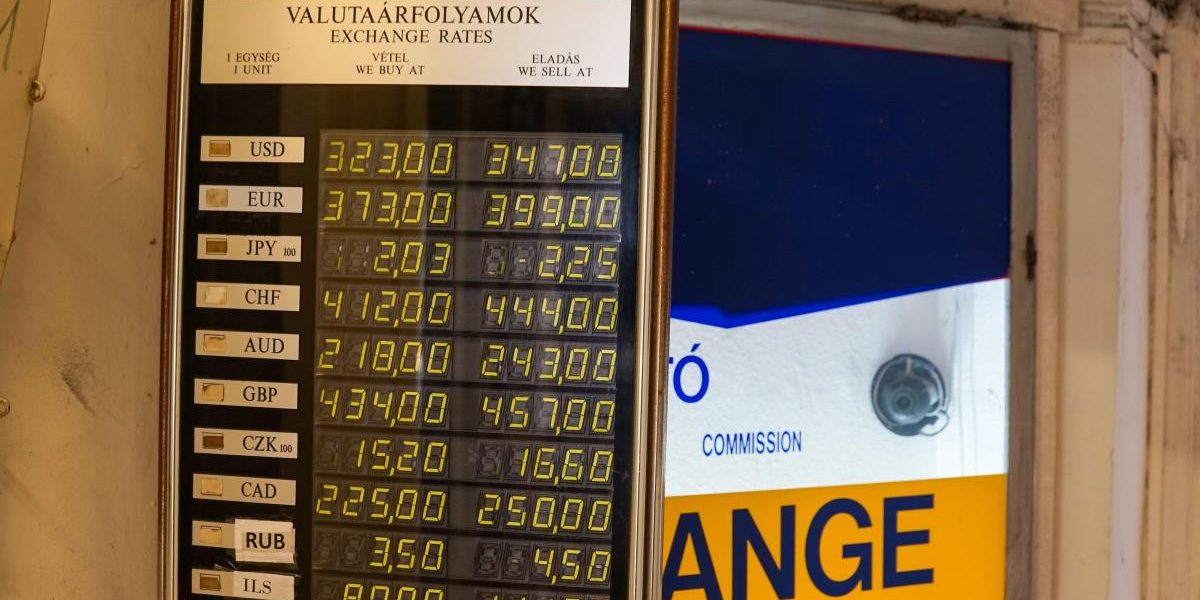 VALUTAÁRFOLYAMOK
EXCHANGE RATES
1 EGYSÉG VÉTEL ELADÁS
1 UNIT WE BUY AT WE SELL AT
USD 323,00 347,00
EUR 373,00 399,00
JPY 100 2,03 2,25
CHF 412,00 444,00
AUD 218,00 243,00
GBP 434,00 457,00
CZK 100 15,20 16,60
CAD 225,00 250,00
RUB 3,50 4,50
ILS
TÓ
COMMISSION
ANGE